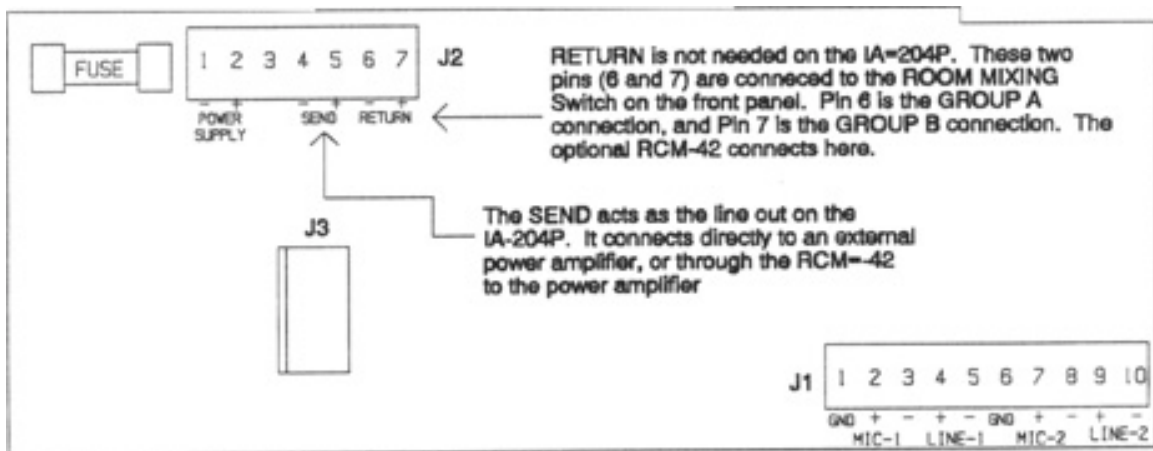 FUSE
1 2 3 4 5 6 7 J2
- + - + - +
POWER SUPPLY SEND RETURN
RETURN is not needed on the IA=204P. These two
pins (6 and 7) are conneced to the ROOM MIXING
Switch on the front panel. Pin 6 is the GROUP A
connection, and Pin 7 is the GROUP B connection. The
optional RCM-42 connects here.
The SEND acts as the line out on the
IA-204P. It connects directly to an external
power amplifier, or through the RCM=-42
to the power amplifier
J3
J1 1 2 3 4 5 6 7 8 9 10
GND + - + - GND + - + -
MIC-1 LINE-1 MIC-2 LINE-2